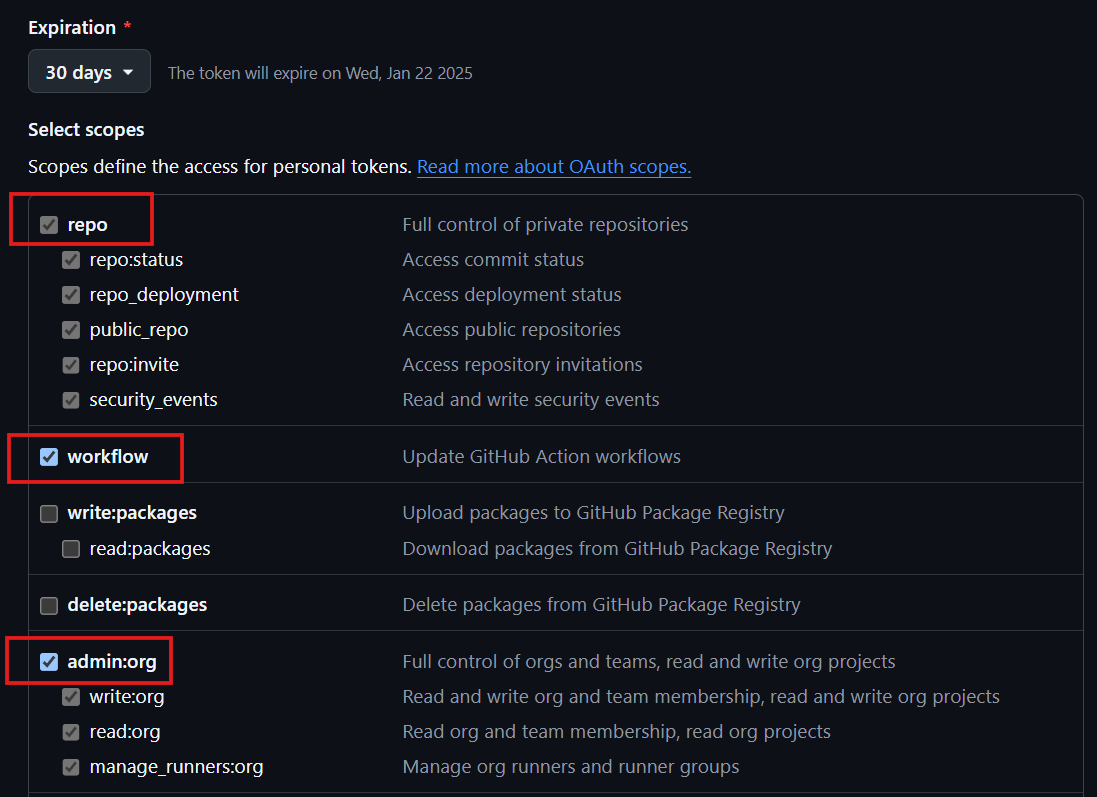 Expiration *
30 days The token will expire on Wed, Jan 22 2025
Select scopes
Scopes define the access for personal tokens. Read more about OAuth scopes.
repo Full control of private repositories
repo:status Access commit status
repo_deployment Access deployment status
public_repo Access public repositories
repo:invite Access repository invitations
security_events Read and write security events
workflow Update GitHub Action workflows
write:packages Upload packages to GitHub Package Registry
read:packages Download packages from GitHub Package Registry
delete:packages Delete packages from GitHub Package Registry
admin:org Full control of orgs and teams, read and write org projects
write:org Read and write org and team membership, read and write org projects
read:org Read org and team membership, read org projects
manage_runners:org Manage org runners and runner groups